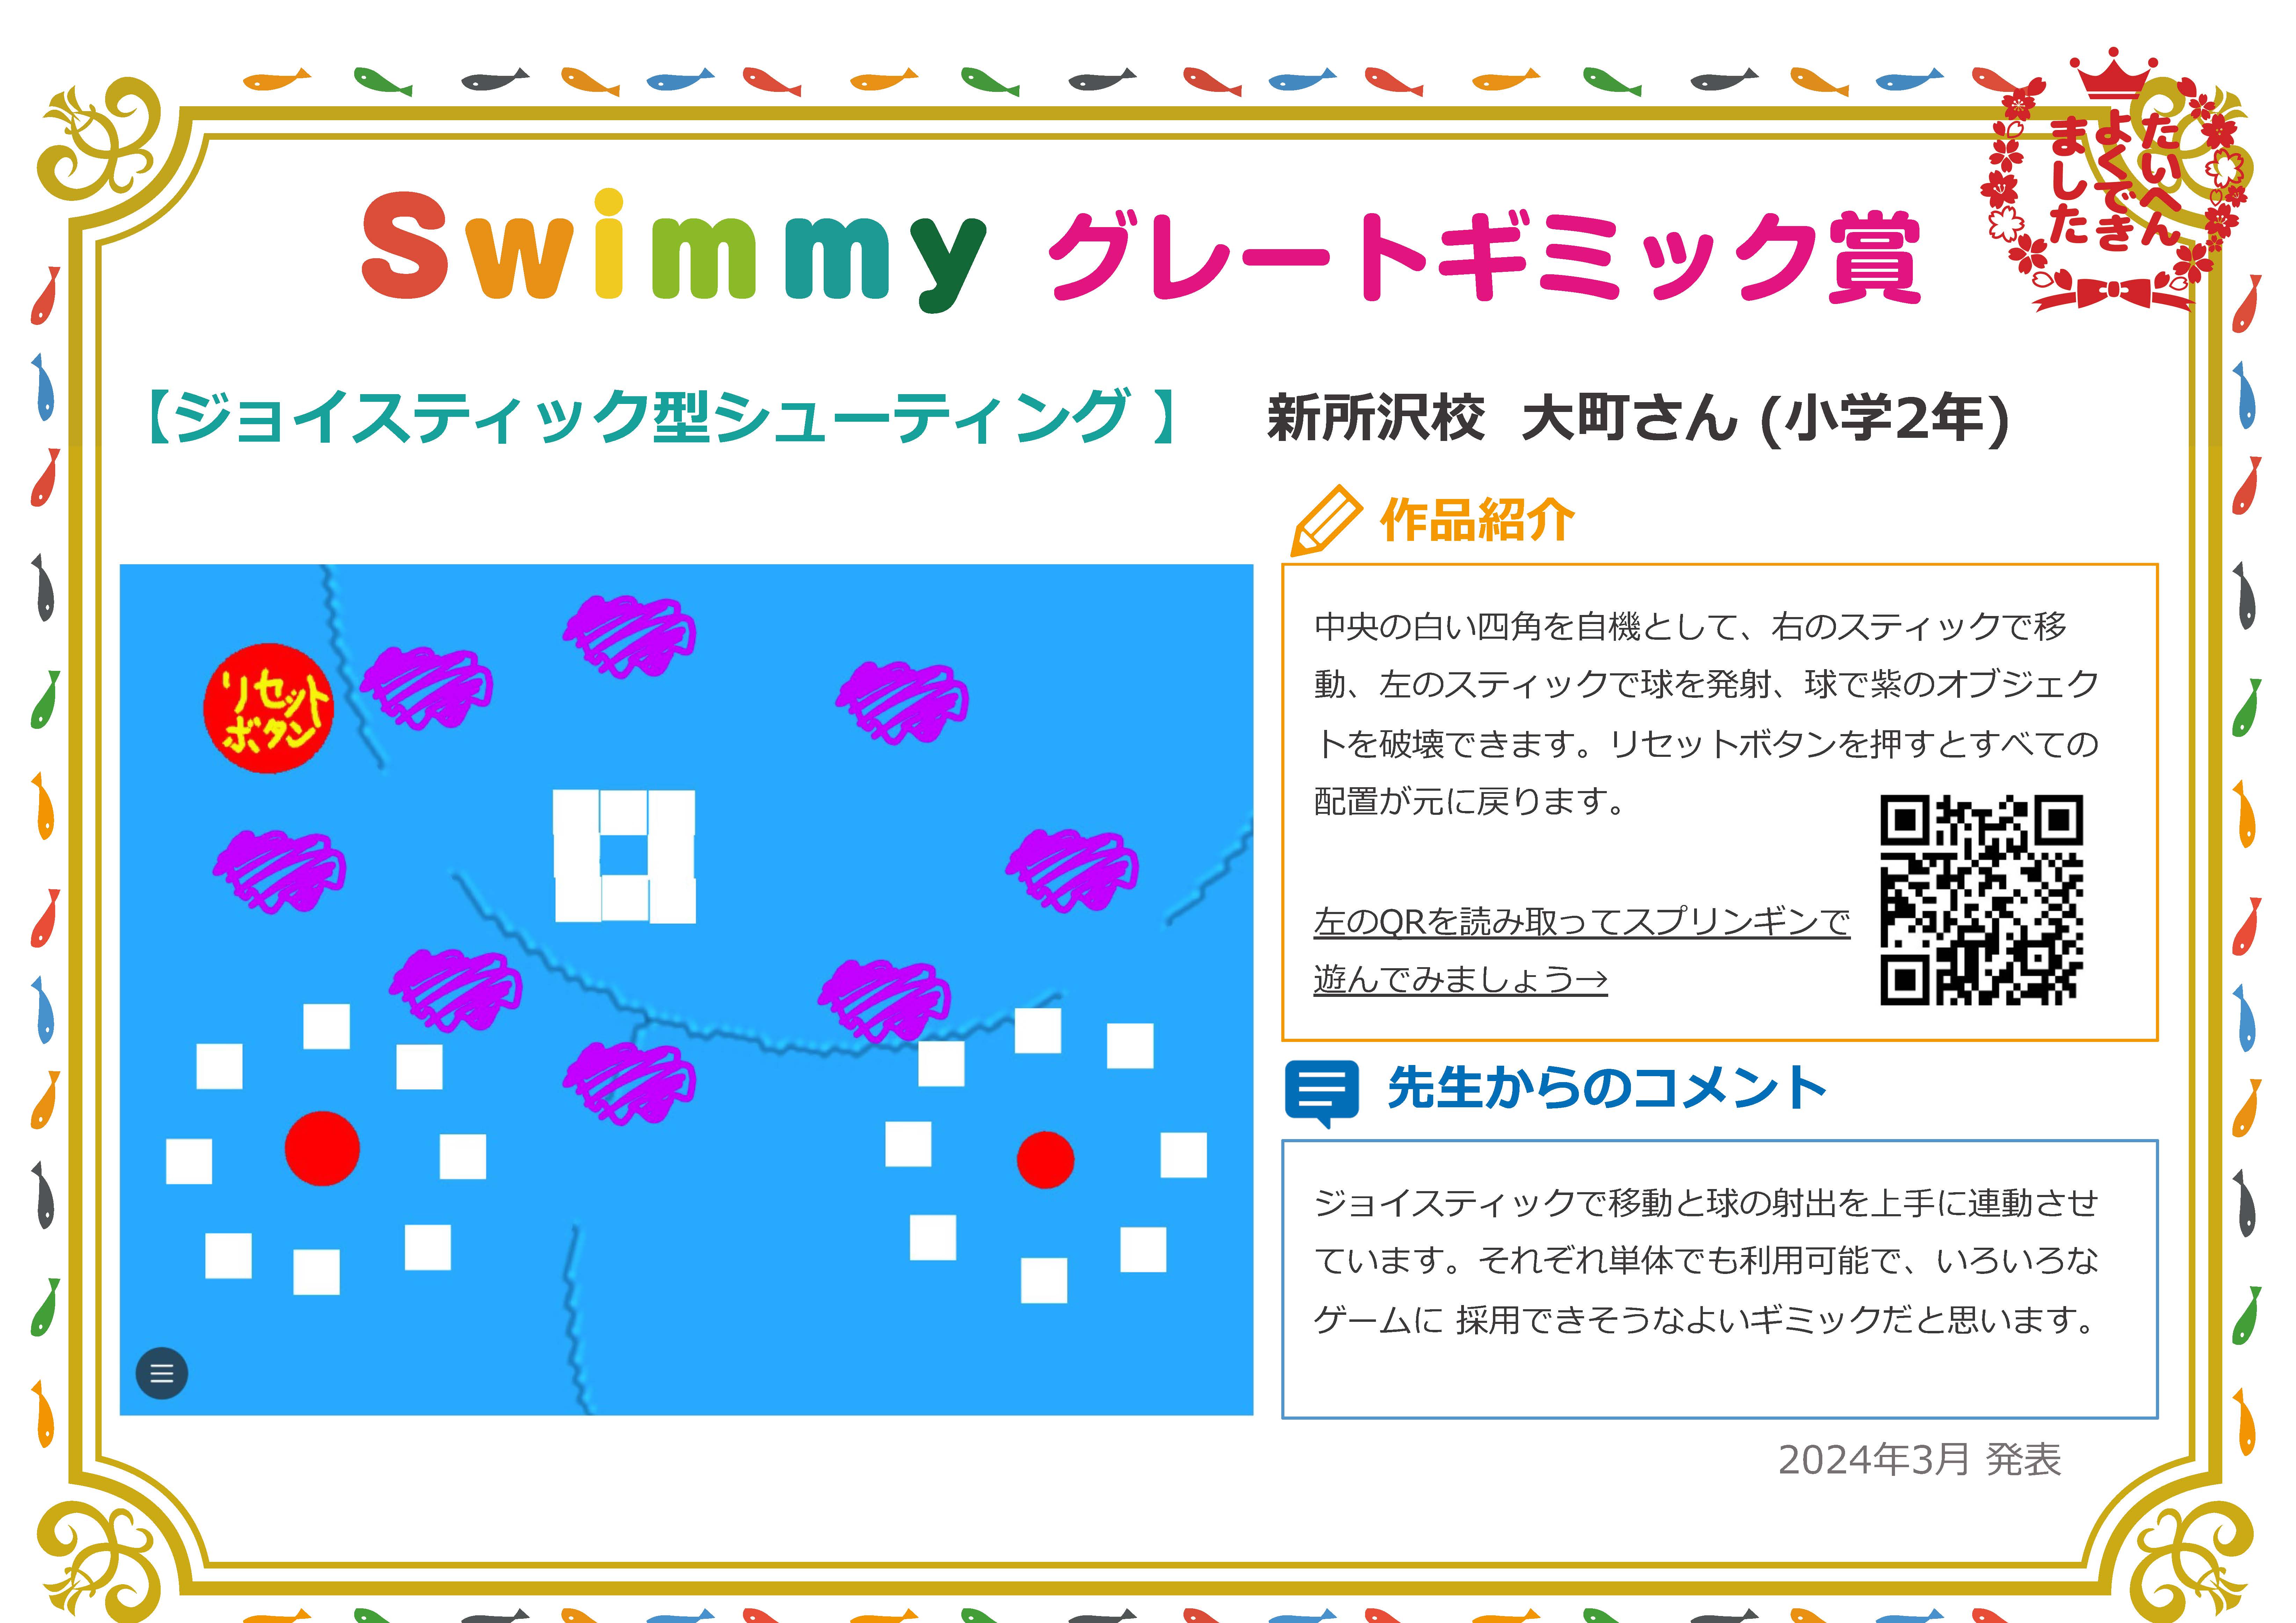 Swimmy グレートギミック賞
たいへん
よくでき
ました
【ジョイスティック型シューティング 】 新所沢校 大町さん (小学2年)
作品紹介
中央の白い四角を自機として、右のスティックで移
動、左のスティックで球を発射、球で紫のオブジェク
トを破壊できます。リセットボタンを押すとすべての
配置が元に戻ります。
左のQRを読み取ってスプリンギンで
遊んでみましょう→
リセット
ボタン
先生からのコメント
ジョイスティックで移動と球の射出を上手に連動させ
ています。それぞれ単体でも利用可能で、いろいろな
ゲームに 採用できそうなよいギミックだと思います。
2024年3月 発表